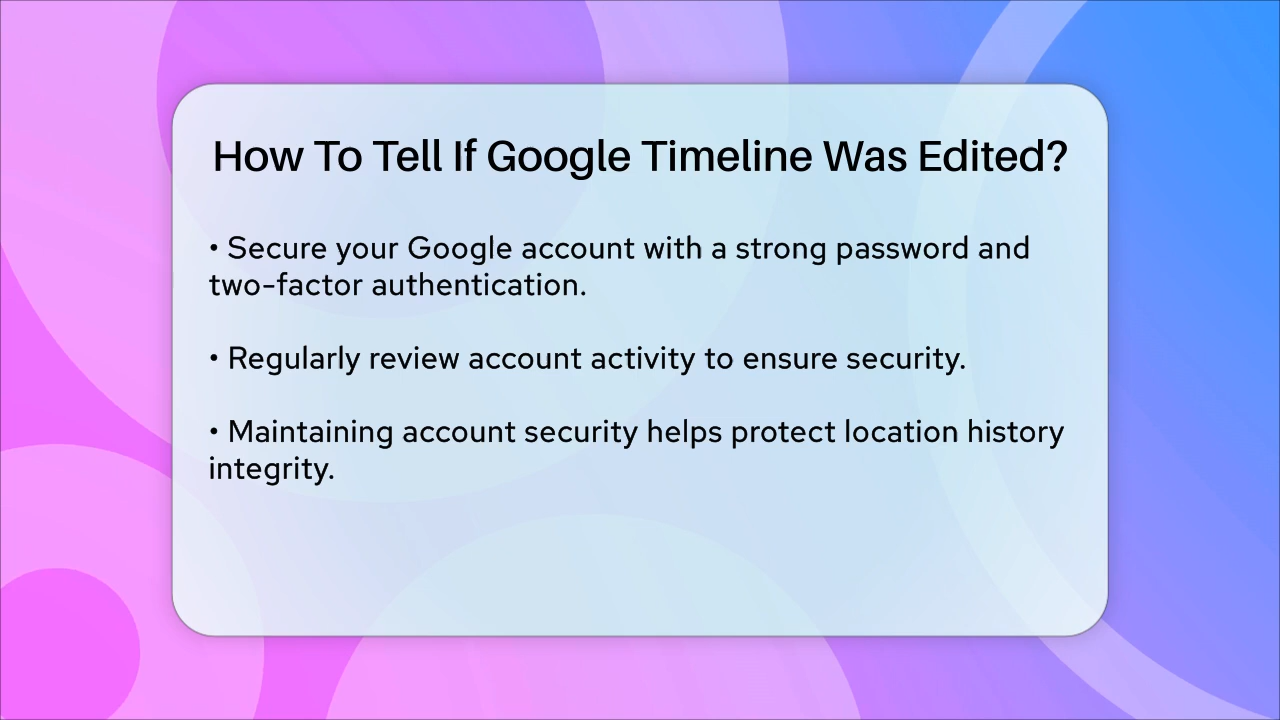 How To Tell If Google Timeline Was Edited?
• Secure your Google account with a strong password and
two-factor authentication.
• Regularly review account activity to ensure security.
• Maintaining account security helps protect location history
integrity.